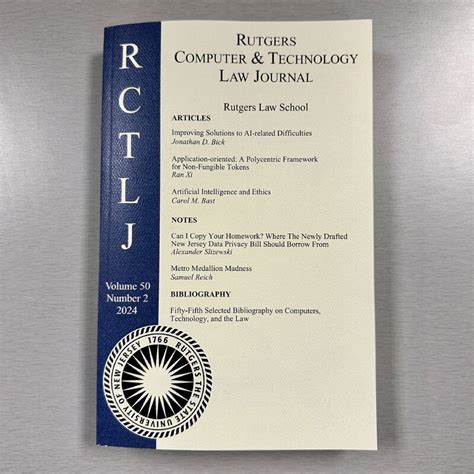 RUTGERS
COMPUTER & TECHNOLOGY
LAW JOURNAL
Rutgers Law School
ARTICLES
Improving Solutions to AI-related Difficulties
Jonathan D. Bick
Application-oriented: A Polycentric Framework
for Non-Fungible Tokens
Ran Xi
Artificial Intelligence and Ethics
Carol M. Bast
NOTES
Can I Copy Your Homework? Where The Newly Drafted
New Jersey Data Privacy Bill Should Borrow From
Alexander Slizewski
Metro Medallion Madness
Samuel Reich
BIBLIOGRAPHY
Fifty-Fifth Selected Bibliography on Computers,
Technology, and the Law
R
C
T
L
J
Volume 50
Number 2
2024
RUTGERS THE STATE UNIVERSITY OF NEW JERSEY 1766